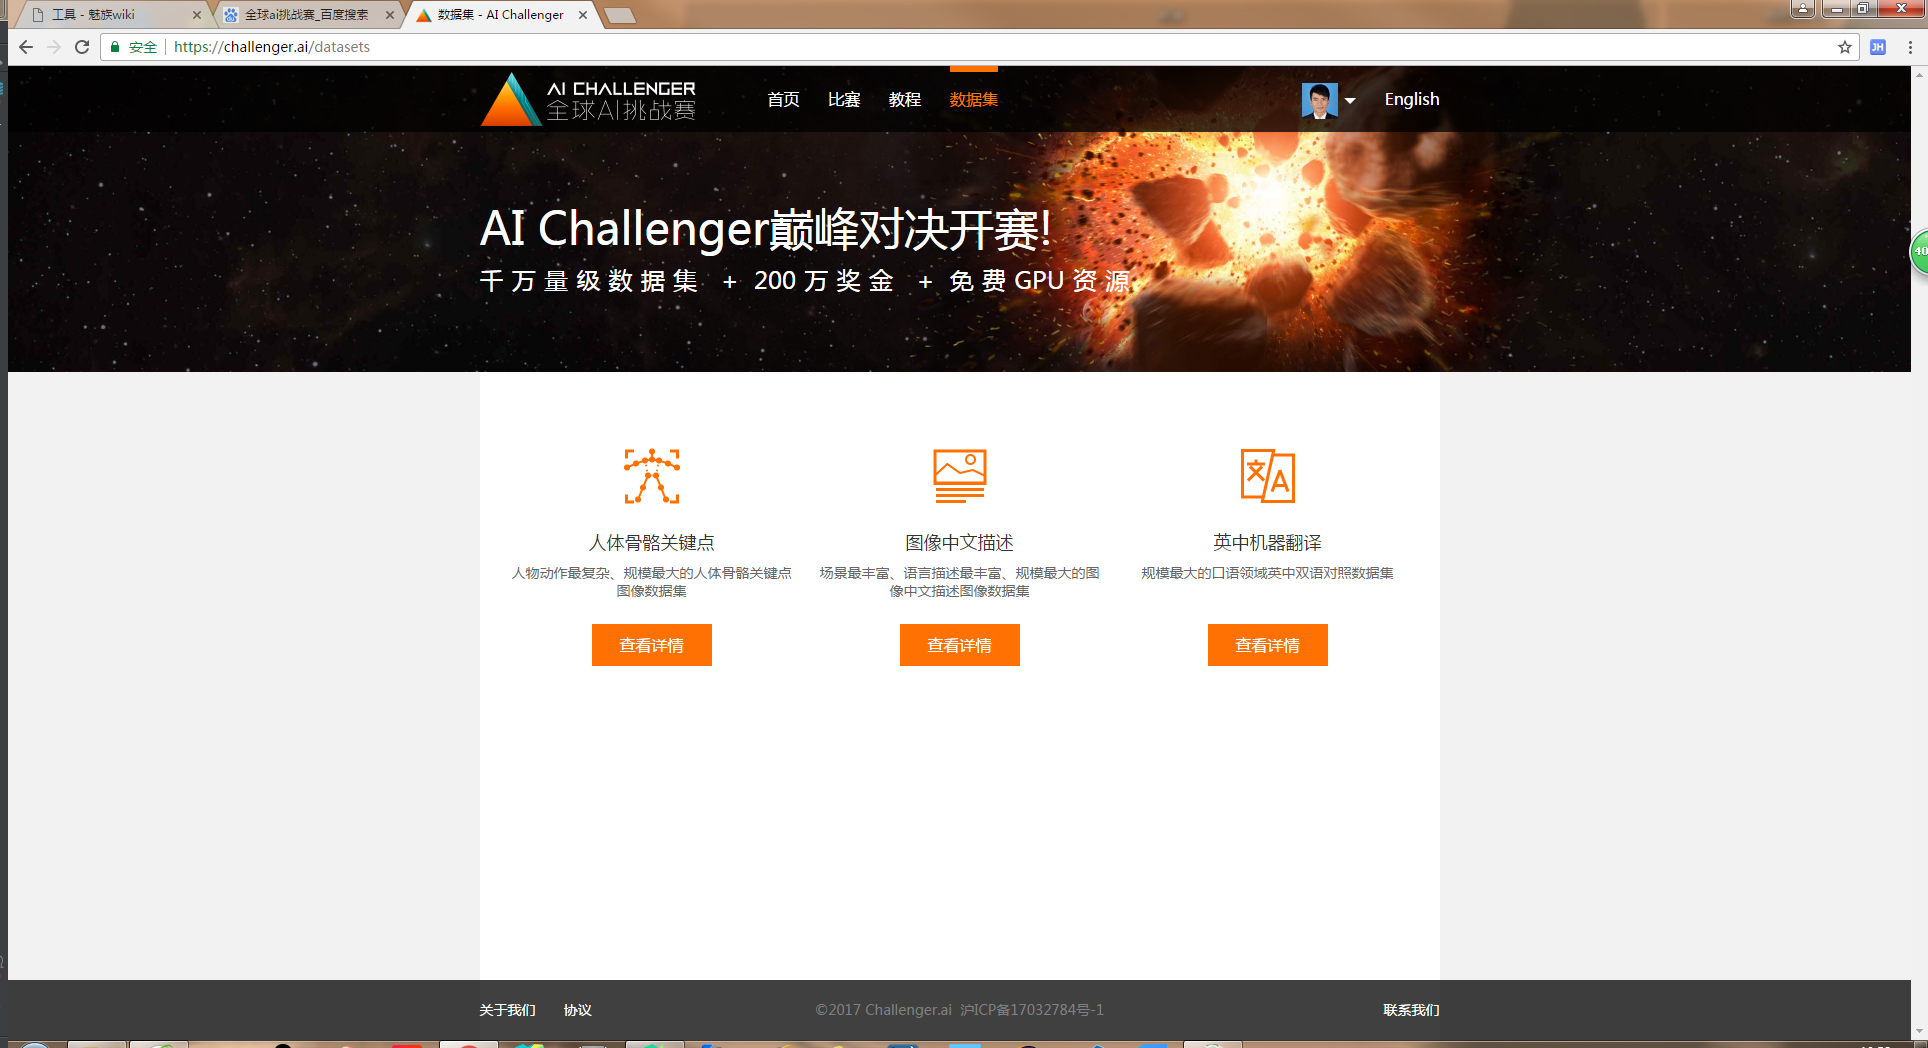 工具 - 魅族wiki
全球ai挑战赛_百度搜索
数据集 - AI Challenger
安全
https://challenger.ai/datasets
JH
AI CHALLENGER
全球AI挑战赛
首页
比赛
教程
数据集
English
AI Challenger巅峰对决开赛!
千万量级数据集 + 200万奖金 + 免费GPU资源
人体骨骼关键点
人物动作最复杂、规模最大的人体骨骼关键点
图像数据集
查看详情
图像中文描述
场景最丰富、语言描述最丰富、规模最大的图
像中文描述图像数据集
查看详情
文A
英中机器翻译
规模最大的口语领域英中双语对照数据集
查看详情
关于我们
协议
©2017 Challenger.ai 沪ICP备17032784号-1
联系我们